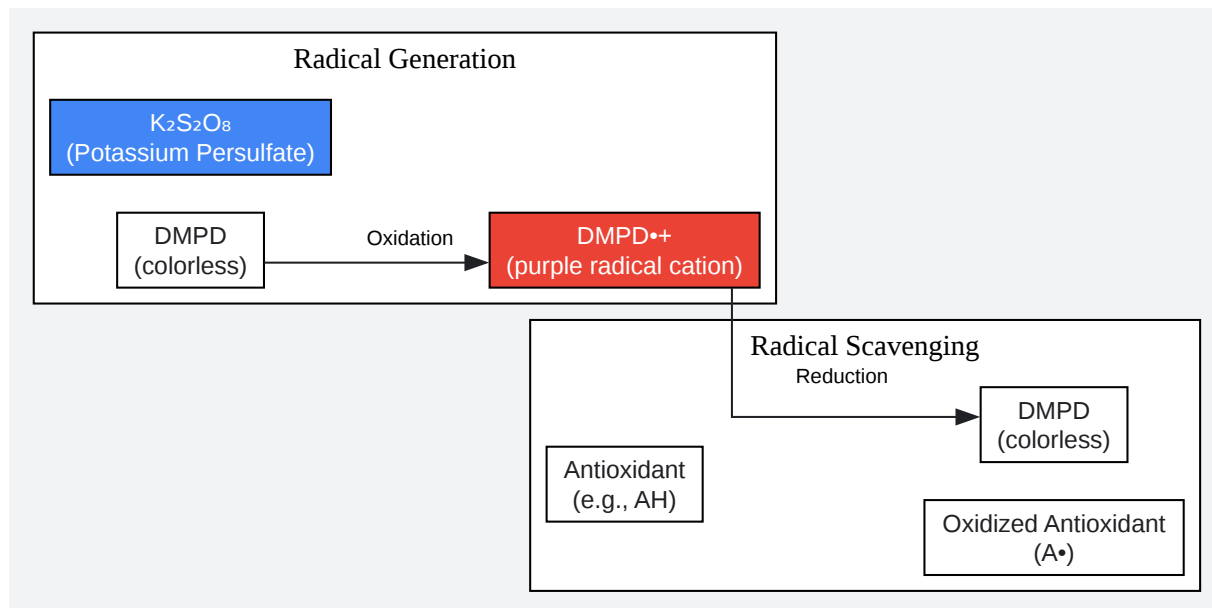 Radical Generation
K₂S₂O₈
(Potassium Persulfate)
DMPD
(colorless)
Oxidation
DMPD•+
(purple radical cation)
Radical Scavenging
Reduction
DMPD
(colorless)
Antioxidant
(e.g., AH)
Oxidized Antioxidant
(A•)